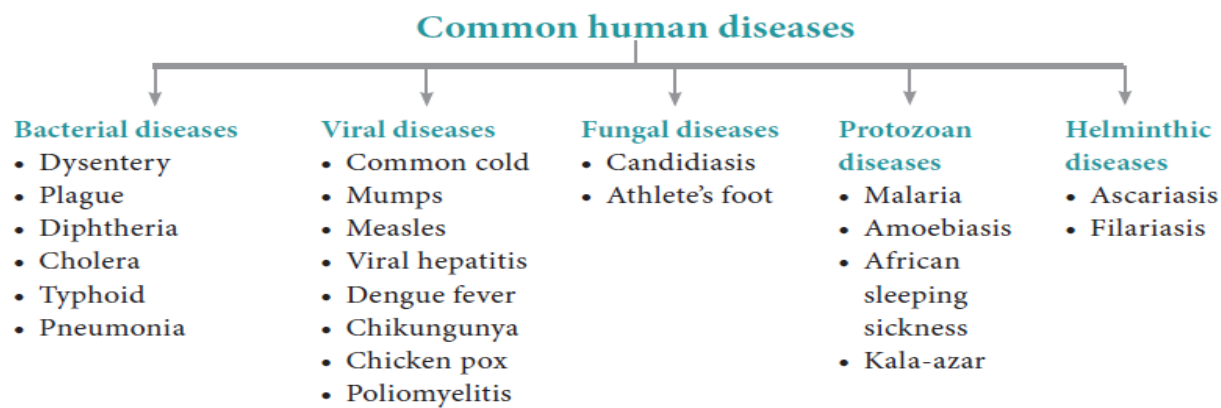 Common human diseases
Bacterial diseases
• Dysentery
• Plague
• Diphtheria
• Cholera
• Typhoid
• Pneumonia
Viral diseases
• Common cold
• Mumps
• Measles
• Viral hepatitis
• Dengue fever
• Chikungunya
• Chicken pox
• Poliomyelitis
Fungal diseases
• Candidiasis
• Athlete's foot
Protozoan
diseases
• Malaria
• Amoebiasis
• African
sleeping
sickness
• Kala-azar
Helminthic
diseases
• Ascariasis
• Filariasis